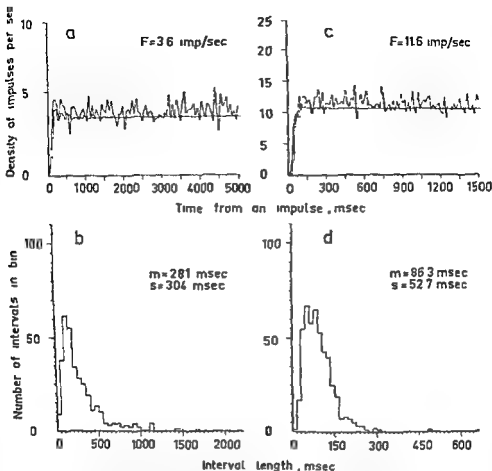 Density of impulses per sec
10
5
0
a
F=3.6 imp/sec
0 1000 2000 3000 4000 5000
25
20
15
10
5
0
c
F=11.6 imp/sec
0 300 600 900 1200 1500
Time from an impulse, msec
Number of intervals in bin
100
50
0
b
m=281 msec
s=304 msec
0 500 1000 1500 2000
100
50
0
d
m=86.3 msec
s=52.7 msec
0 150 300 450 600
Interval length, msec